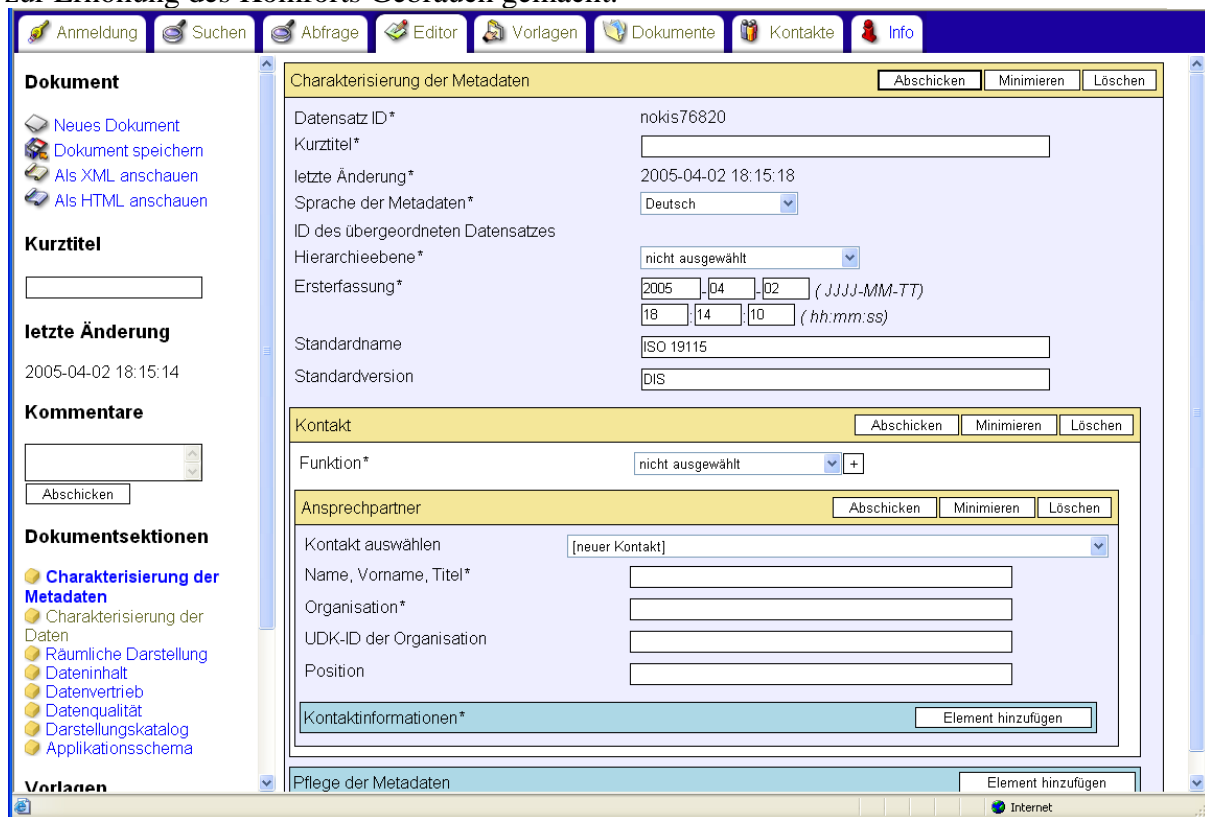 zur Erhöhung des Komforts Gebrauch gemacht.
Anmeldung Suchen Abfrage Editor Vorlagen Dokumente Kontakte Info
Dokument
Neues Dokument
Dokument speichern
Als XML anschauen
Als HTML anschauen
Kurztitel
letzte Änderung
2005-04-02 18:15:14
Kommentare
Abschicken
Dokumentsektionen
Charakterisierung der
Metadaten
Charakterisierung der
Daten
Räumliche Darstellung
Dateninhalt
Datenvertrieb
Datenqualität
Darstellungskatalog
Applikationsschema
Vorlagen
Charakterisierung der Metadaten Abschicken Minimieren Löschen
Datensatz ID* nokis76820
Kurztitel*
letzte Änderung* 2005-04-02 18:15:18
Sprache der Metadaten* Deutsch
ID des übergeordneten Datensatzes
Hierarchieebene* nicht ausgewählt
Ersterfassung* 2005 - 04 - 02 ( JJJJ-MM-TT)
18 : 14 : 10 ( hh:mm:ss)
Standardname ISO 19115
Standardversion DIS
Kontakt Abschicken Minimieren Löschen
Funktion* nicht ausgewählt +
Ansprechpartner Abschicken Minimieren Löschen
Kontakt auswählen [neuer Kontakt]
Name, Vorname, Titel*
Organisation*
UDK-ID der Organisation
Position
Kontaktinformationen* Element hinzufügen
Pflege der Metadaten Element hinzufügen
Internet